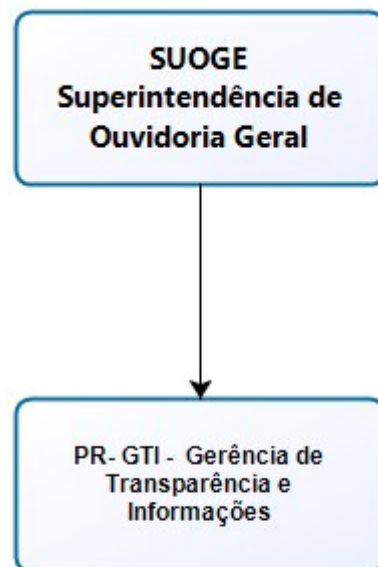 SUOGE
Superintendência de
Ouvidoria Geral
PR- GTI - Gerência de
Transparência e
Informações